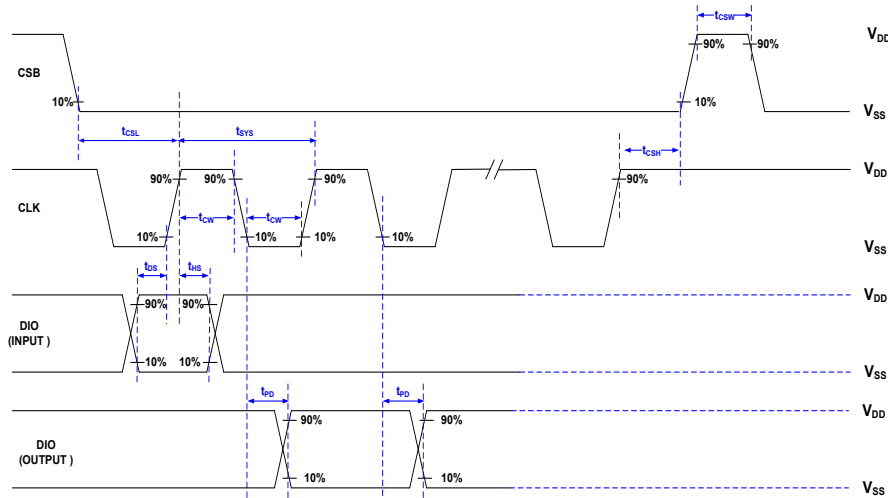 tCSW
VDD
90% 90%
CSB
10% 10%
VSS
tCSL tSYS
tCSH
VDD
90% 90% 90% 90%
CLK
tCW tCW
10% 10% 10% 10%
VSS
tDS tHS
VDD
90% 90%
DIO
(INPUT )
10% 10%
VSS
tPD tPD
VDD
90% 90%
DIO
(OUTPUT )
10% 10%
VSS